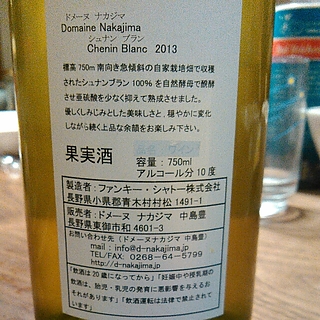 ドメーヌ ナカジマ
Domaine Nakajima
シュナン ブラン
Chenin Blanc 2013
標高750m南向き急傾斜の自家栽培畑で収穫
されたシュナンブラン100%を自然酵母で醗酵
させ亜硫酸を少なく抑えて熟成させました。
優しくしみじみとした美味しさと、穏やかに変化
しながら続く上品な余韻をお楽しみ下さい。
ワイン
果実酒
容量：750ml
アルコール分10度
製造者：ファンキー・シャトー株式会社
長野県小県郡青木村村松1491-1
販売者：ドメーヌ ナカジマ 中島豊
長野県東御市和4601-3
お問い合わせ先（ドメーヌナカジマ 中島豊）
mail：info@d-nakajima.jp
TEL/FAX：0268-64-5799
http://d-nakajima.jp
「飲酒は20歳になってから」「妊娠中や授乳期の
飲酒は、胎児・乳児の発育に悪影響を与えるお
それがあります」「飲酒運転は法律で禁止されて
います」